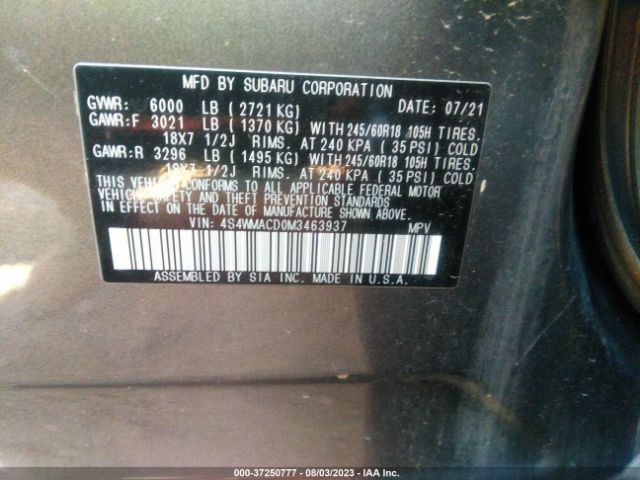 MFD BY SUBARU CORPORATION
GVWR: 6000 LB ( 2721 KG) DATE: 07/21
GAWR:F 3021 LB ( 1370 KG) WITH 245/60R18 105H TIRES.
18X7 1/2J RIMS. AT 240 KPA ( 35 PSI) COLD
GAWR:R 3296 LB ( 1495 KG) WITH 245/60R18 105H TIRES.
18X7 1/2J RIMS. AT 240 KPA ( 35 PSI) COLD
THIS VEHICLE CONFORMS TO ALL APPLICABLE FEDERAL MOTOR
VEHICLE SAFETY AND THEFT PREVENTION STANDARDS
IN EFFECT ON THE DATE OF MANUFACTURE SHOWN ABOVE.
VIN: 4S4WMACD0M3463937 MPV
ASSEMBLED BY SIA INC. MADE IN U.S.A.
000-37250777 - 08/03/2023 - IAA Inc.